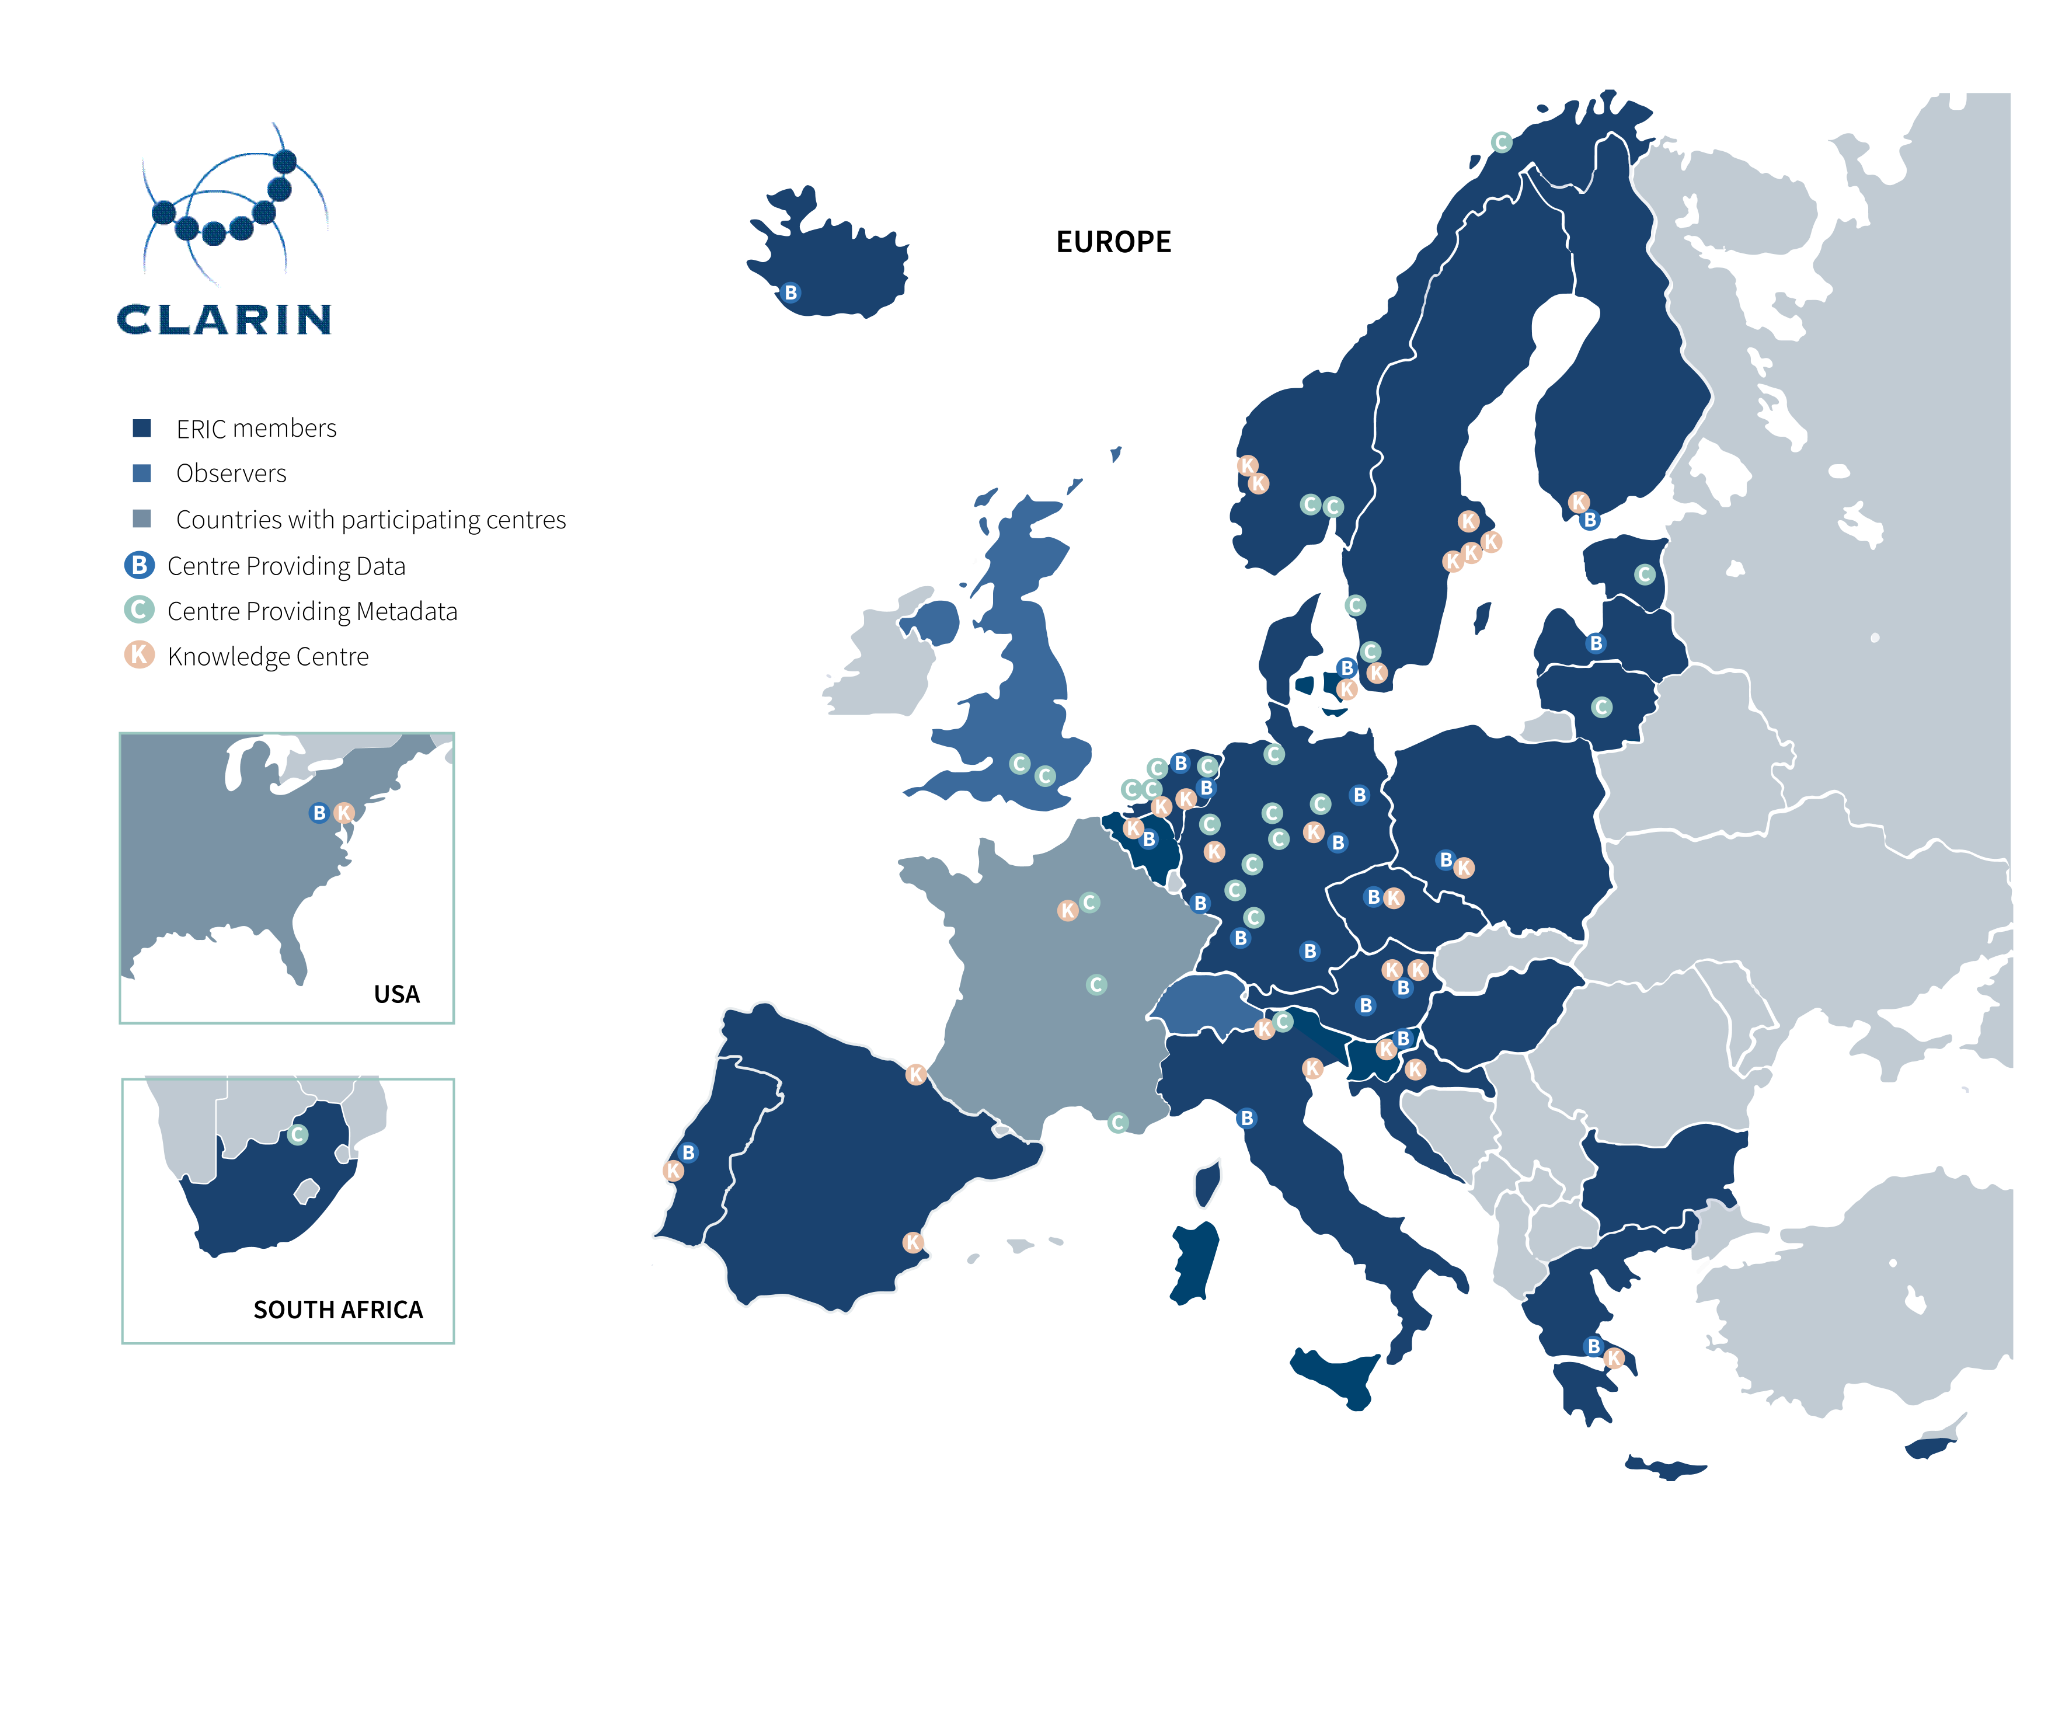 CLARIN
EUROPE
ERIC members
Observers
Countries with participating centres
B Centre Providing Data
C Centre Providing Metadata
K Knowledge Centre
B K
USA
C
SOUTH AFRICA
C
B
K
K
C C
K
K
K
K
K
B
C
C
B
C
B
K
K
C
C
C
C
B
C
C
C
C
B
K
K
B
C
C
K
B
C
C
K
B
C
K
B
B
K
C
C
B
K
B
K
C
C
B
B
K
K
B
B
C
K
C
B
K
K
K
K
B
C
B
K
K
B
K